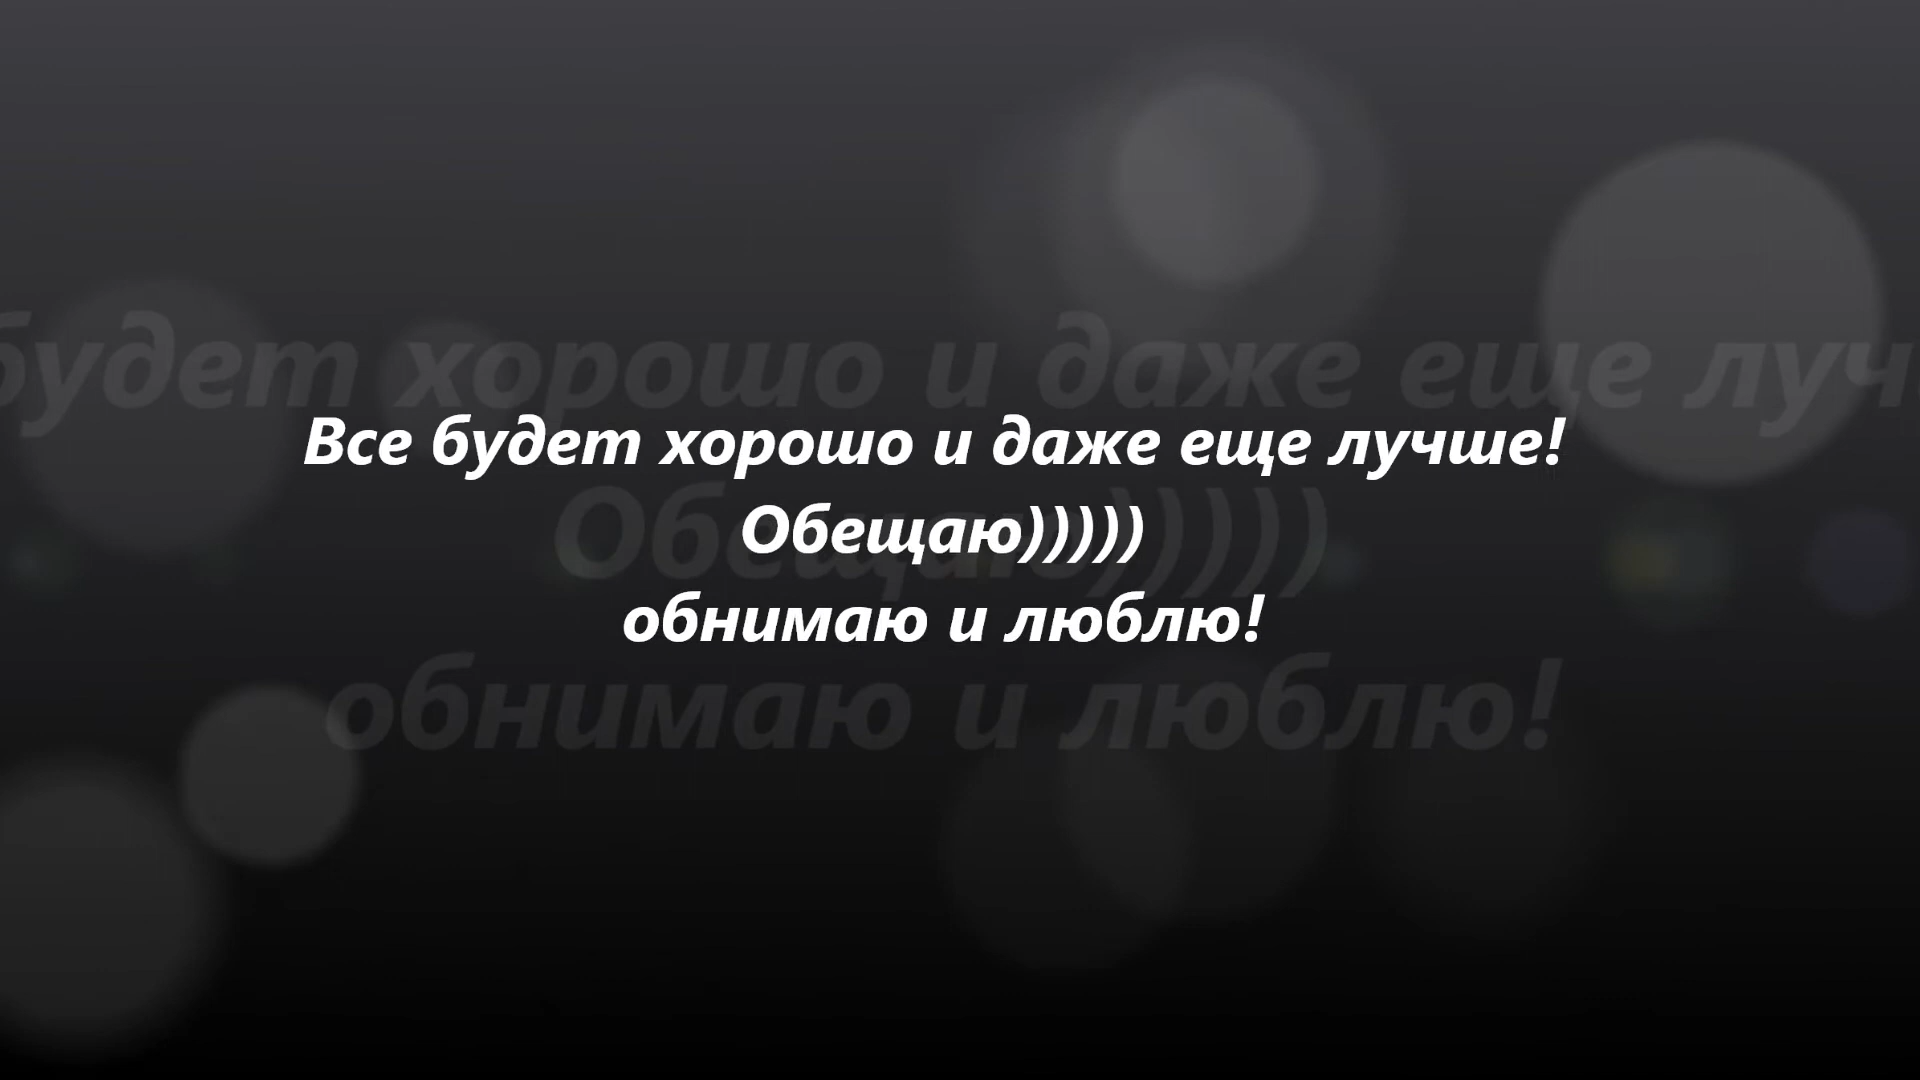 Все будет хорошо и даже еще лучше!
Обещаю)))))
обнимаю и люблю!